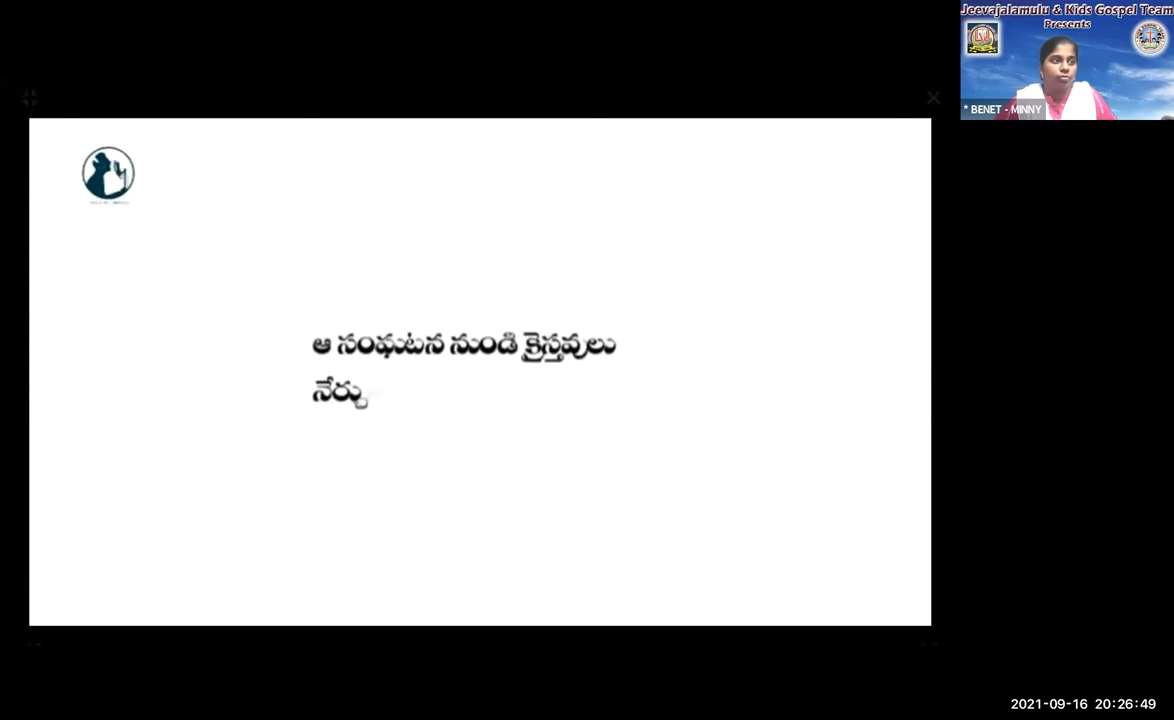 Jeevajalamulu & Kids Gospel Team
Presents
* BENET - MINNY
ఆ సంఘటన నుండి క్రైస్తవులు
నేర్చు
2021-09-16 20:26:49